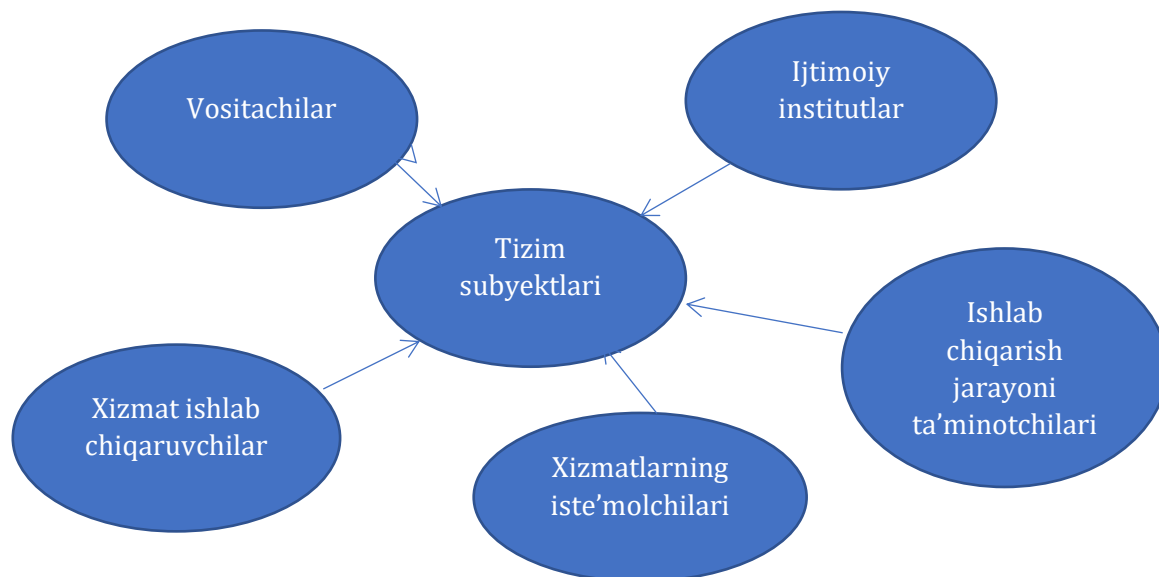 Vositachilar
Ijtimoiy
institutlar
Tizim
subyektlari
Ishlab
chiqarish
jarayoni
ta’minotchilari
Xizmat ishlab
chiqaruvchilar
Xizmatlarning
iste’molchilari